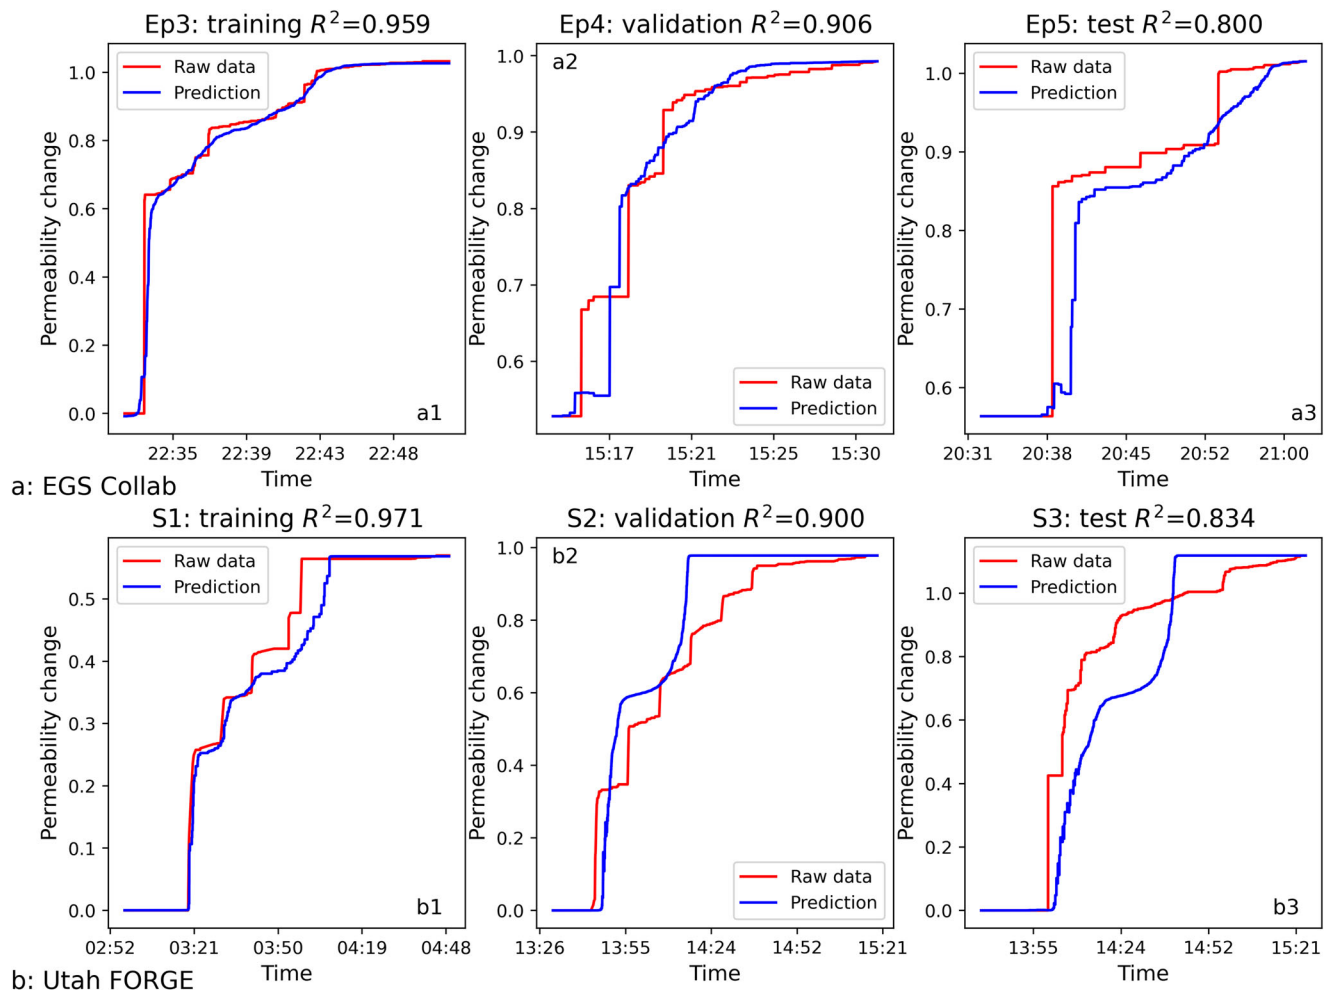 Ep3: training R²=0.959
Permeability change
1.0
0.8
0.6
0.4
0.2
0.0
Raw data
Prediction
a1
22:35 22:39 22:43 22:48
Time
Ep4: validation R²=0.906
Permeability change
1.0
0.9
0.8
0.7
0.6
a2
Raw data
Prediction
15:17 15:21 15:25 15:30
Time
Ep5: test R²=0.800
Permeability change
1.0
0.9
0.8
0.7
0.6
Raw data
Prediction
a3
20:31 20:38 20:45 20:52 21:00
Time
a: EGS Collab
S1: training R²=0.971
Permeability change
0.5
0.4
0.3
0.2
0.1
0.0
Raw data
Prediction
b1
02:52 03:21 03:50 04:19 04:48
Time
S2: validation R²=0.900
Permeability change
1.0
0.8
0.6
0.4
0.2
0.0
b2
Raw data
Prediction
13:26 13:55 14:24 14:52 15:21
Time
S3: test R²=0.834
Permeability change
1.0
0.8
0.6
0.4
0.2
0.0
Raw data
Prediction
b3
13:55 14:24 14:52 15:21
Time
b: Utah FORGE